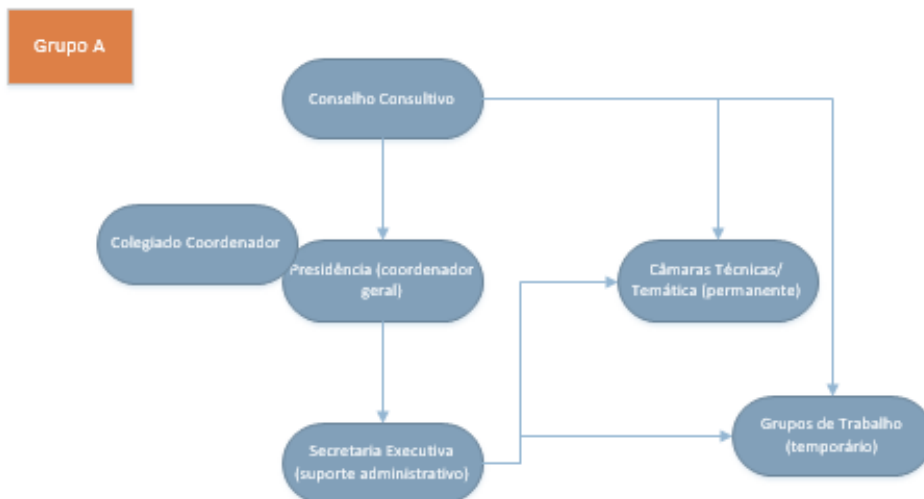 Grupo A
Conselho Consultivo
Colegiado Coordenador
Presidência (coordenador
geral)
Câmaras Técnicas/
Temática (permanente)
Secretaria Executiva
(suporte administrativo)
Grupos de Trabalho
(temporário)